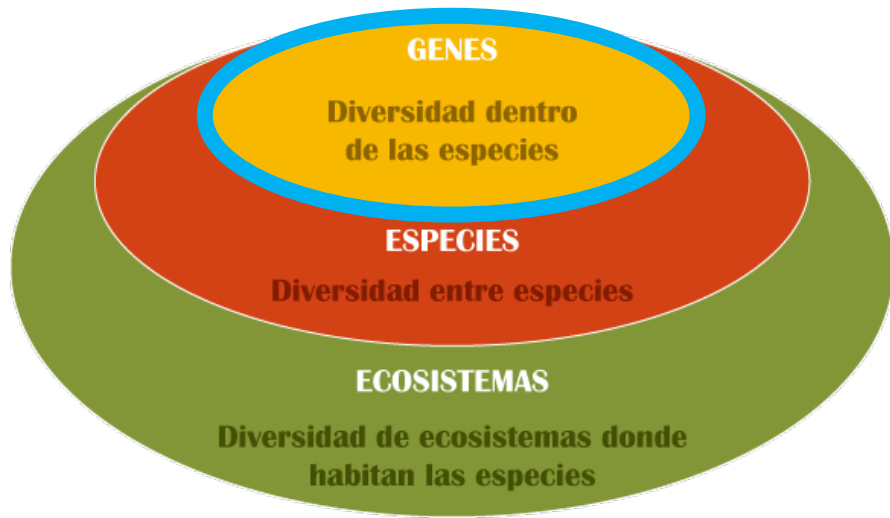 GENES
Diversidad dentro
de las especies
ESPECIES
Diversidad entre especies
ECOSISTEMAS
Diversidad de ecosistemas donde
habitan las especies